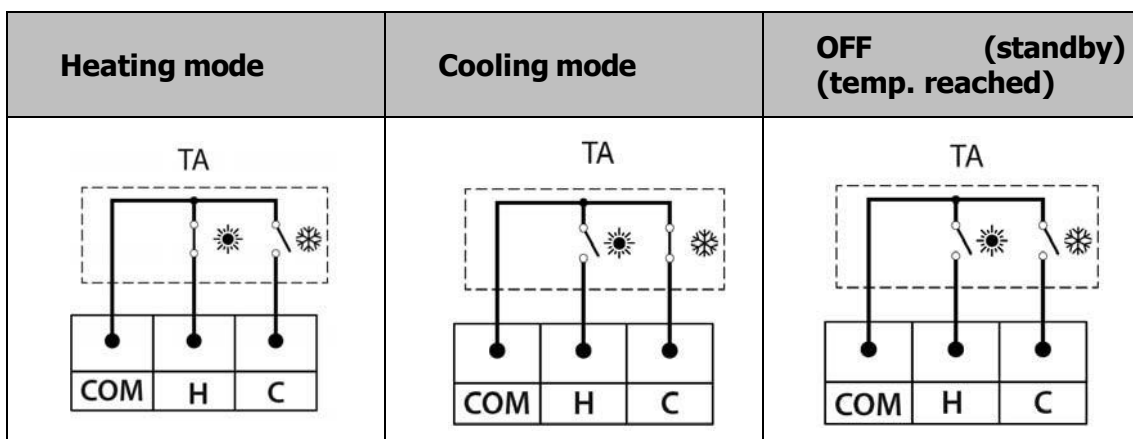 Heating mode
Cooling mode
OFF (standby)
(temp. reached)
TA
COM H C
TA
COM H C
TA
COM H C